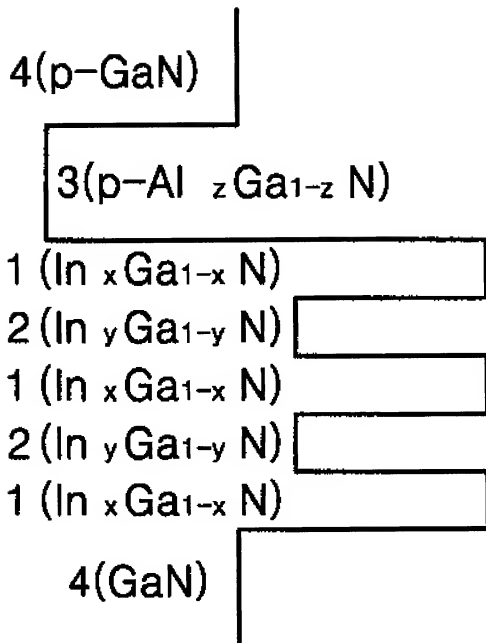 4(p-GaN)
3(p-Al zGa1-z N)
1 (In xGa1-x N)
2 (In yGa1-y N)
1 (In xGa1-x N)
2 (In yGa1-y N)
1 (In xGa1-x N)
4(GaN)